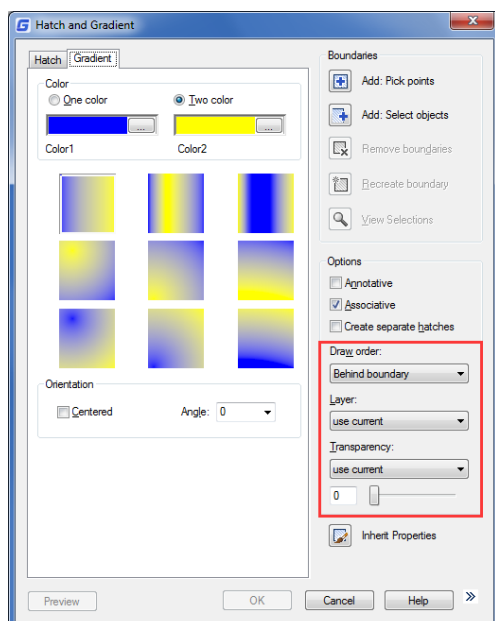 Hatch and Gradient
Hatch
Gradient
Color
One color
Two color
...
...
Color1
Color2
Orientation
Centered
Angle:
0
Boundaries
Add: Pick points
Add: Select objects
Remove boundaries
Recreate boundary
View Selections
Options
Annotative
Associative
Create separate hatches
Draw order:
Behind boundary
Layer:
use current
Transparency:
use current
0
Inherit Properties
Preview
OK
Cancel
Help